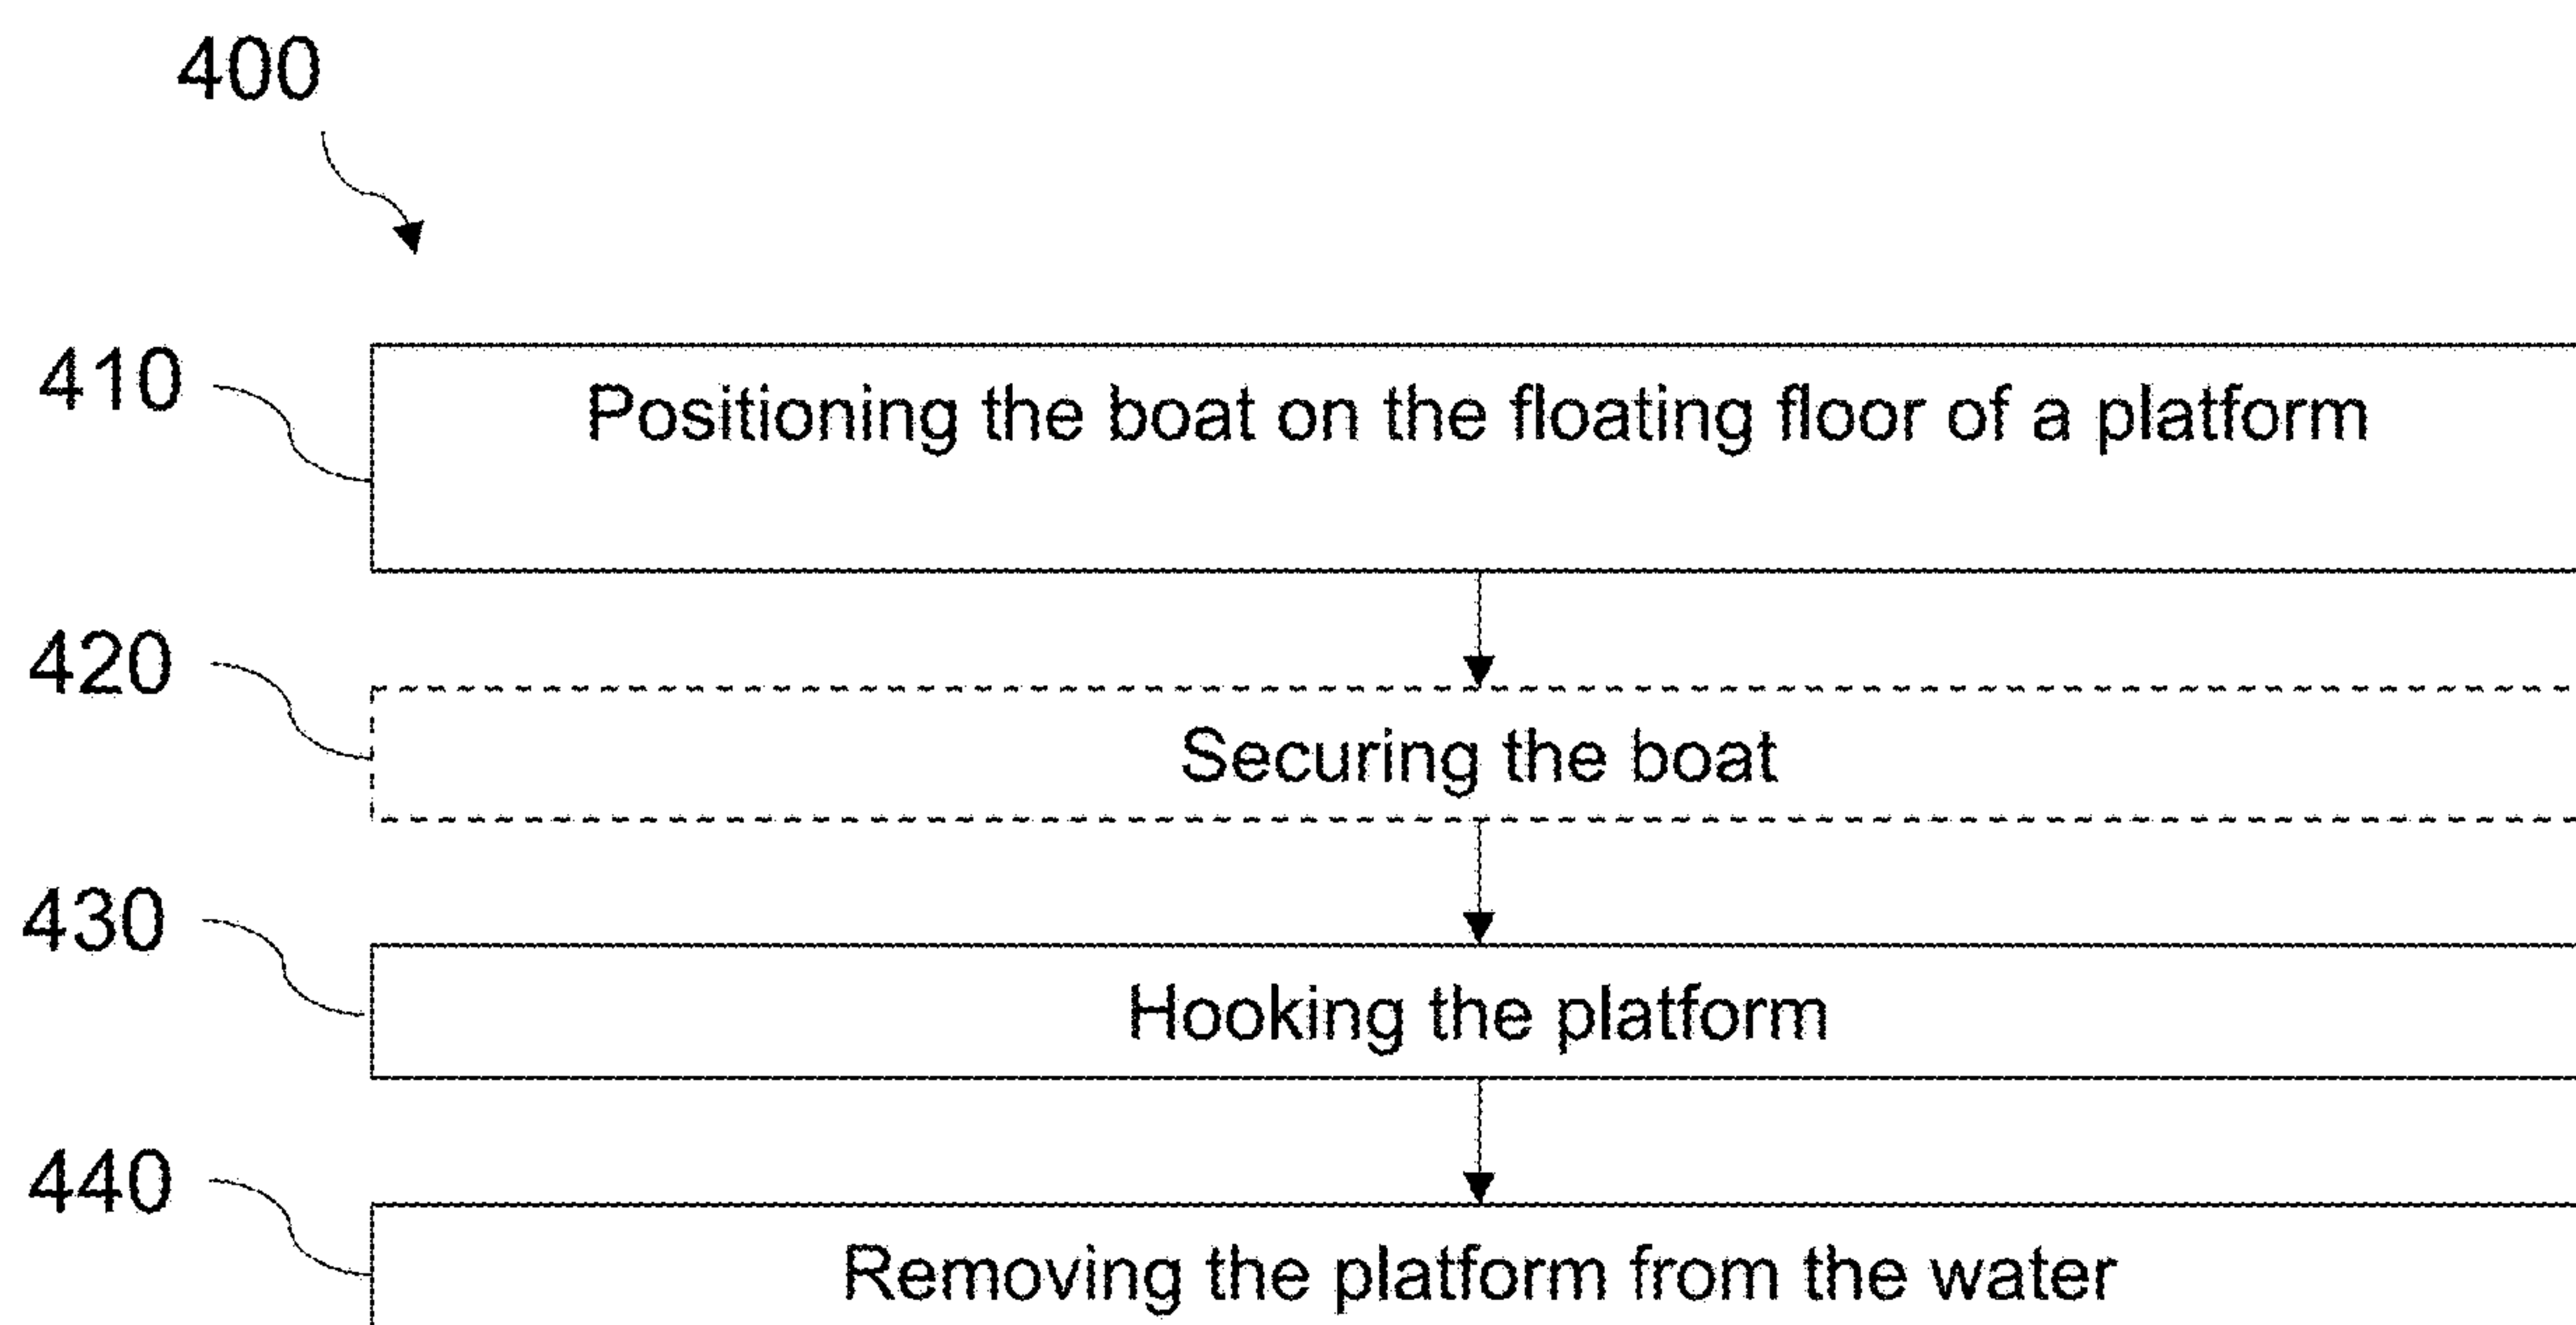 400
410
Positioning the boat on the floating floor of a platform
420
Securing the boat
430
Hooking the platform
440
Removing the platform from the water